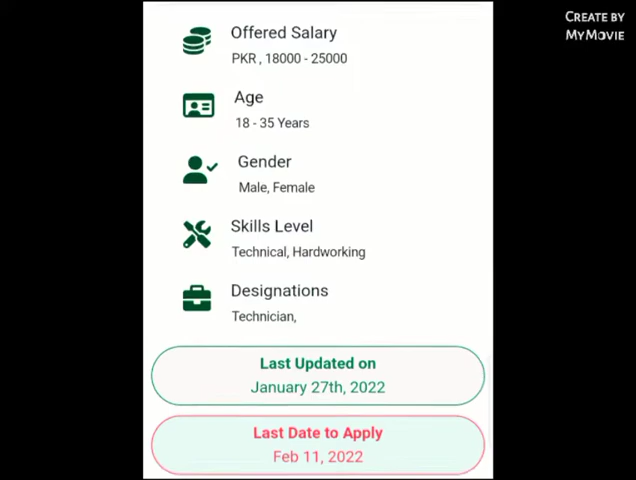 CREATE BY
MYMOVIE
Offered Salary
PKR , 18000 - 25000
Age
18 - 35 Years
Gender
Male, Female
Skills Level
Technical, Hardworking
Designations
Technician,
Last Updated on
January 27th, 2022
Last Date to Apply
Feb 11, 2022